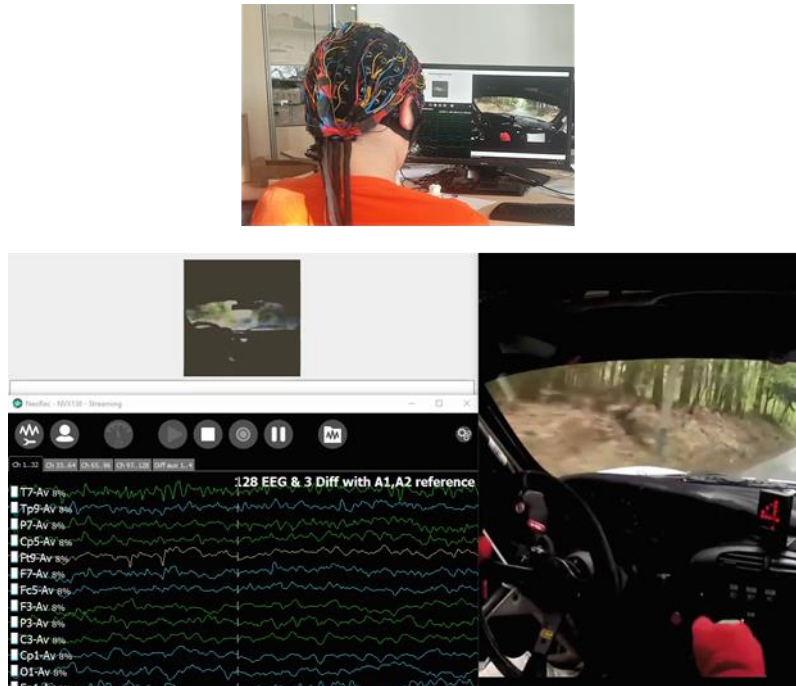 NeoRec - NVX136 - Streaming
Ch 1...32 Ch 33...64 Ch 65...96 Ch 97...128 Diff aux 1...4
128 EEG & 3 Diff with A1,A2 reference
T7-Av 8%
Tp9-Av 8%
P7-Av 8%
Cp5-Av 8%
Ft9-Av 8%
F7-Av 8%
Fc5-Av 8%
F3-Av 8%
P3-Av 8%
C3-Av 8%
Cp1-Av 8%
O1-Av 8%